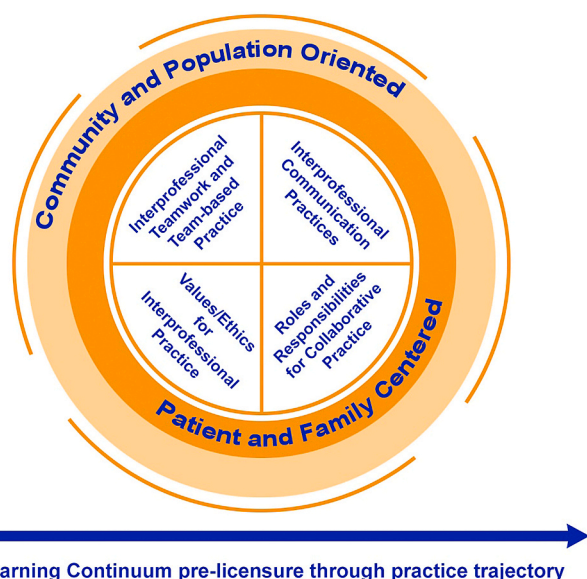 Community and Population Oriented
Interprofessional
Teamwork and
Team-based
Practice
Interprofessional
Communication
Practices
Values/Ethics
for
Interprofessional
Practice
Roles and
Responsibilities
for Collaborative
Practice
Patient and Family Centered
arning Continuum pre-licensure through practice trajectory